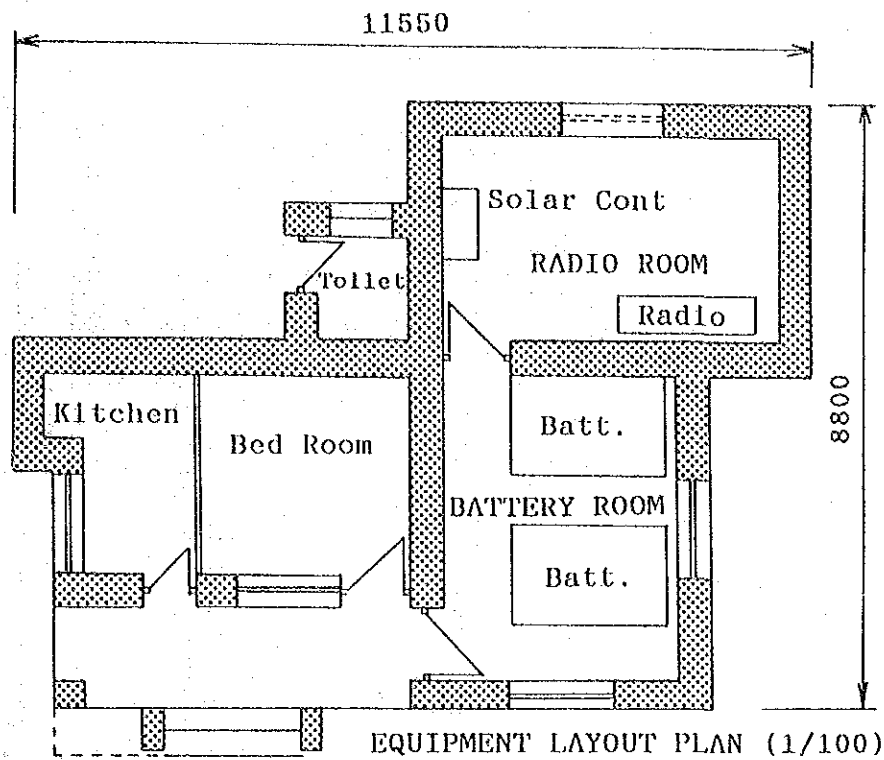 11550
Solar Cont
Toilet
RADIO ROOM
Radio
Kitchen
Bed Room
Batt.
8800
BATTERY ROOM
Batt.
EQUIPMENT LAYOUT PLAN (1/100)